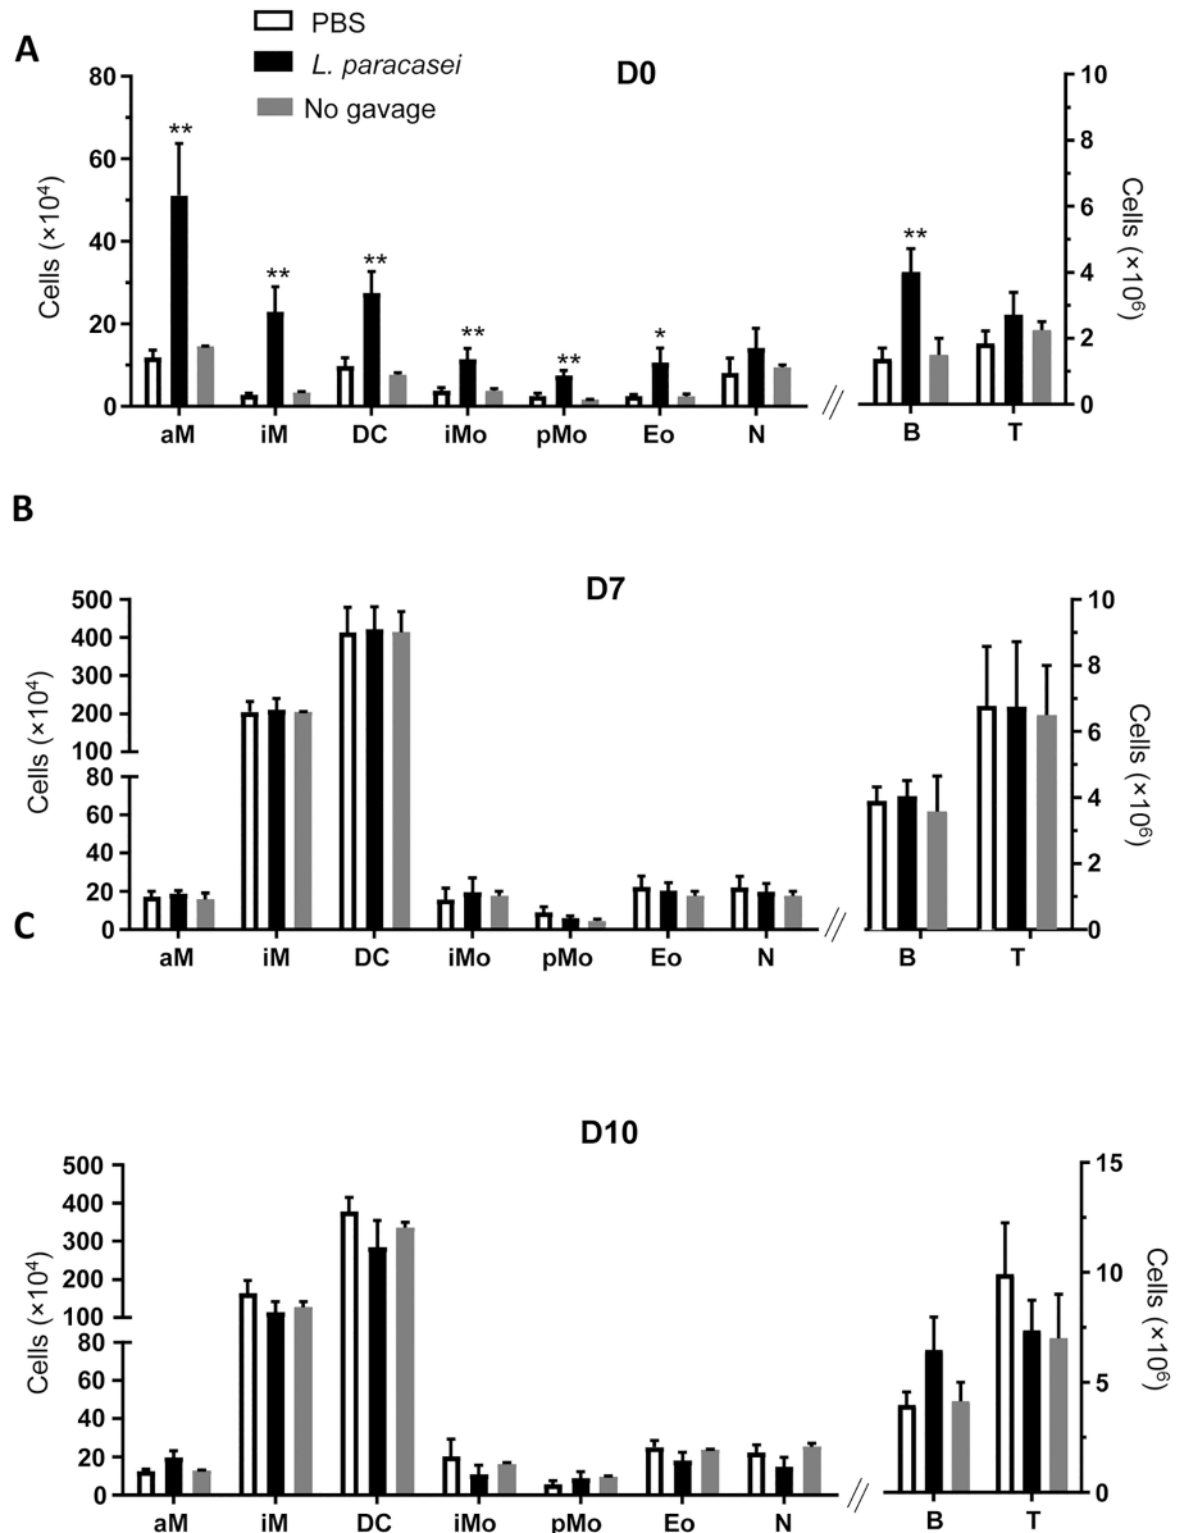 A
PBS
L. paracasei
No gavage
D0
80
60
40
20
0
Cells (×10⁴)
** ** ** ** ** * **
aM iM DC iMo pMo Eo N B T
10
8
6
4
2
0
Cells (×10⁶)
B
D7
500
400
300
200
100
80
60
40
20
0
Cells (×10⁴)
aM iM DC iMo pMo Eo N B T
10
8
6
4
2
0
Cells (×10⁶)
C
D10
500
400
300
200
100
80
60
40
20
0
Cells (×10⁴)
aM iM DC iMo pMo Eo N B T
15
10
5
0
Cells (×10⁶)